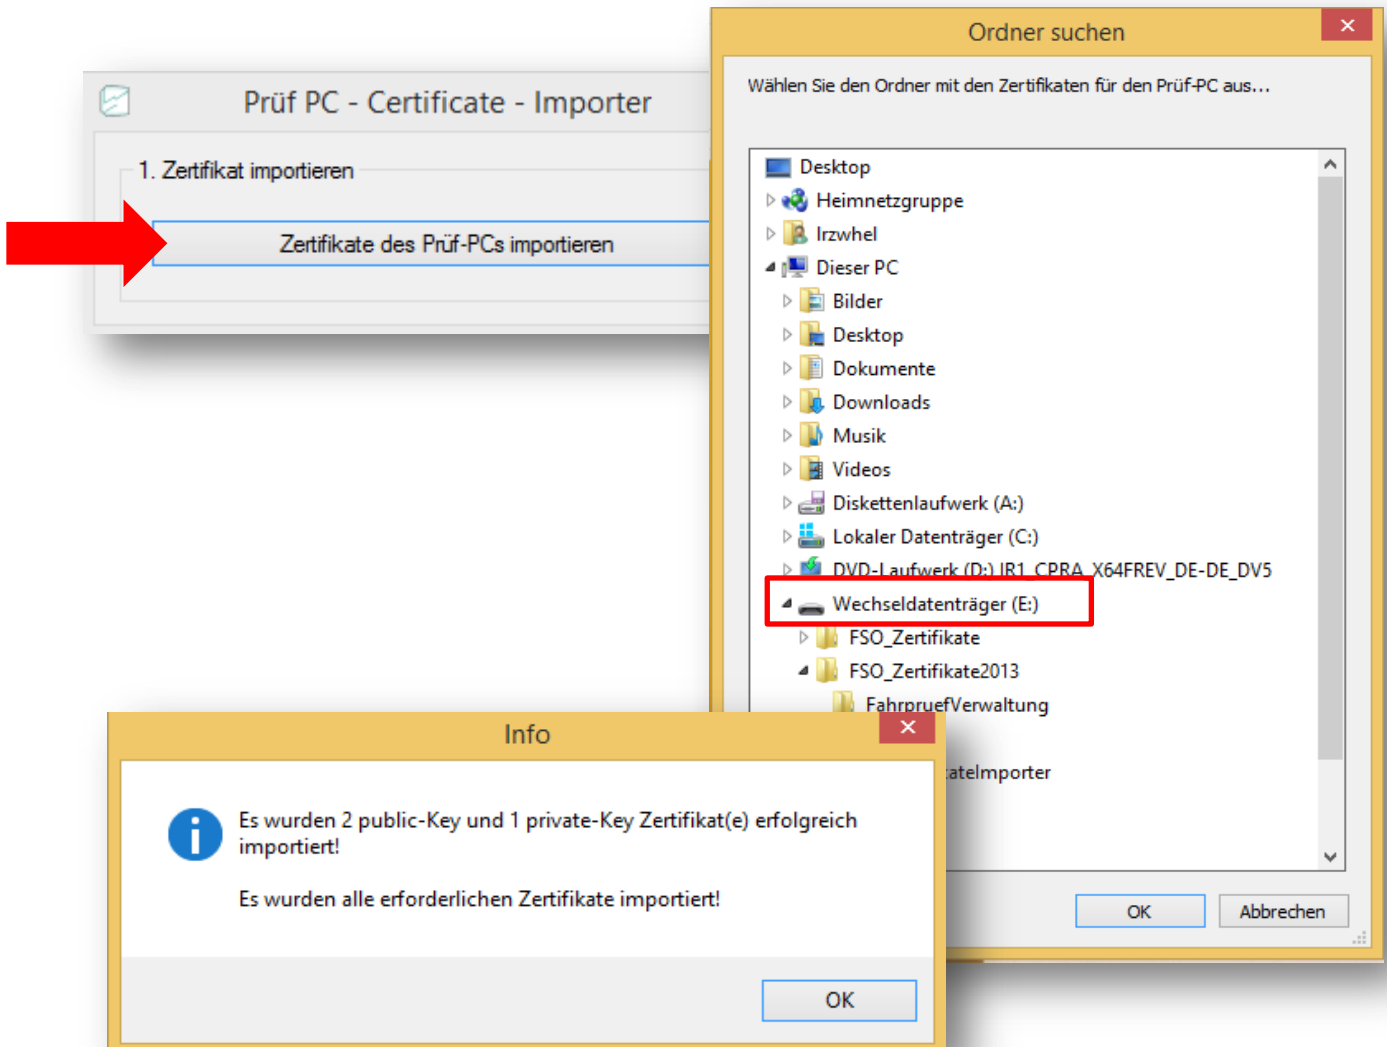 Prüf PC - Certificate - Importer
1. Zertifikat importieren
Zertifikate des Prüf-PCs importieren
Ordner suchen
Wählen Sie den Ordner mit den Zertifikaten für den Prüf-PC aus...
Desktop
Heimnetzgruppe
Irzwhel
Dieser PC
Bilder
Desktop
Dokumente
Downloads
Musik
Videos
Diskettenlaufwerk (A:)
Lokaler Datenträger (C:)
DVD-Laufwerk (D:) IR1_CPRA_X64FREV_DE-DE_DV5
Wechseldatenträger (E:)
FSO_Zertifikate
FSO_Zertifikate2013
FahrpruefVerwaltung
OK
Abbrechen
Info
Es wurden 2 public-Key und 1 private-Key Zertifikat(e) erfolgreich
importiert!
Es wurden alle erforderlichen Zertifikate importiert!
OK